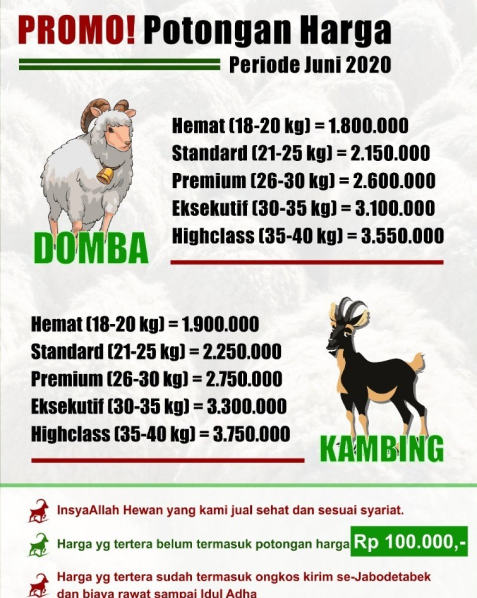 PROMO! Potongan Harga
Periode Juni 2020
Hemat (18-20 kg) = 1.800.000
Standard (21-25 kg) = 2.150.000
Premium (26-30 kg) = 2.600.000
Eksekutif (30-35 kg) = 3.100.000
Highclass (35-40 kg) = 3.550.000
DOMBA
Hemat (18-20 kg) = 1.900.000
Standard (21-25 kg) = 2.250.000
Premium (26-30 kg) = 2.750.000
Eksekutif (30-35 kg) = 3.300.000
Highclass (35-40 kg) = 3.750.000
KAMBING
InsyaAllah Hewan yang kami jual sehat dan sesuai syariat.
Harga yg tertera belum termasuk potongan harga Rp 100.000,-
Harga yg tertera sudah termasuk ongkos kirim se-Jabodetabek
dan biaya rawat sampai Idul Adha